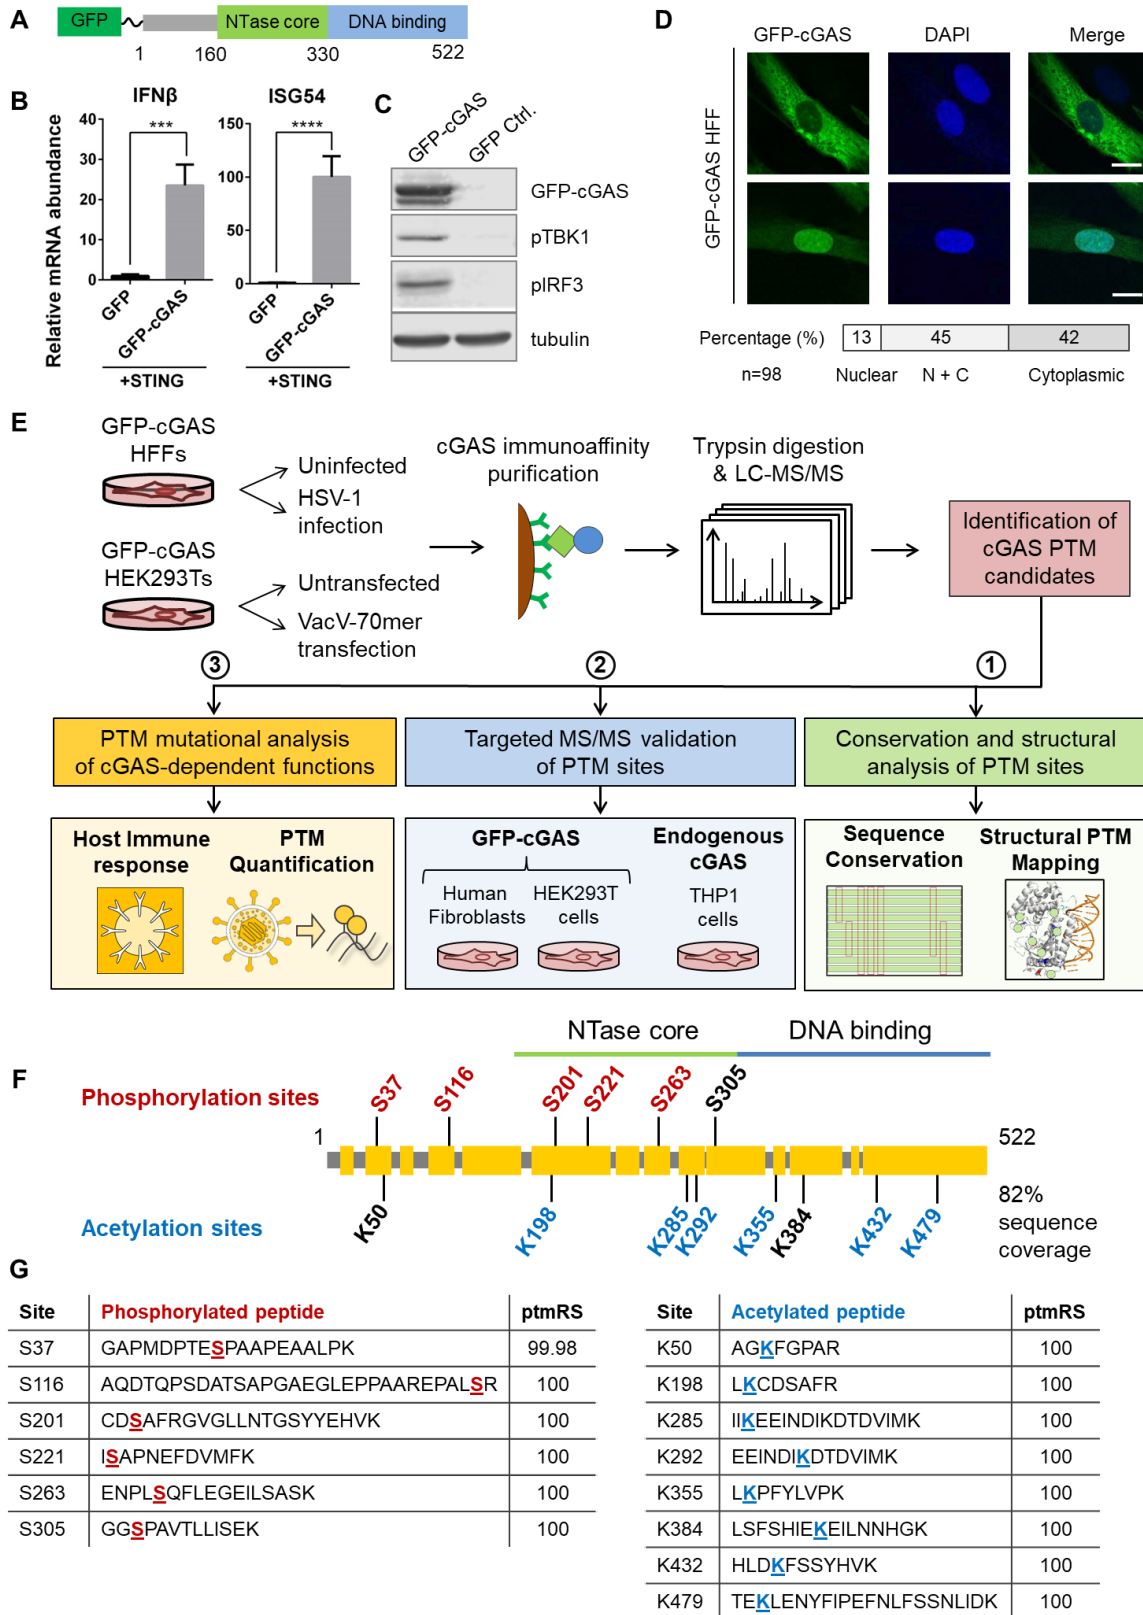 A
GFP
NTase core
DNA binding
1
160
330
522
B
IFNβ
ISG54
Relative mRNA abundance
40
30
20
10
0
***
150
100
50
0
****
GFP
GFP-cGAS
GFP
GFP-cGAS
+STING
+STING
C
GFP-cGAS
GFP Ctrl.
GFP-cGAS
pTBK1
pIRF3
tubulin
D
GFP-cGAS
DAPI
Merge
GFP-cGAS HFF
Percentage (%)
13
45
42
n=98
Nuclear
N + C
Cytoplasmic
E
GFP-cGAS
HFFs
Uninfected
HSV-1
infection
GFP-cGAS
HEK293Ts
Untransfected
VacV-70mer
transfection
cGAS immunoaffinity
purification
Trypsin digestion
& LC-MS/MS
Identification of
cGAS PTM
candidates
3
2
1
PTM mutational analysis
of cGAS-dependent functions
Targeted MS/MS validation
of PTM sites
Conservation and structural
analysis of PTM sites
Host Immune
response
PTM
Quantification
GFP-cGAS
Human
Fibroblasts
HEK293T
cells
Endogenous
cGAS
THP1
cells
Sequence
Conservation
Structural PTM
Mapping
NTase core
DNA binding
F
Phosphorylation sites
S37
S116
S201
S221
S263
S305
1
522
Acetylation sites
K50
K198
K285
K292
K355
K384
K432
K479
82%
sequence
coverage
G
Site Phosphorylated peptide ptmRS
S37 GAPMDPTESPAAPEAALPK 99.98
S116 AQDTQPSDATSAPGAEGLEPPAAREPALSR 100
S201 CDSAFRGVGLLNTGSYYEHVK 100
S221 ISAPNEFDVMFK 100
S263 ENPLSQFLEGEILSASK 100
S305 GGSPAVTLLISEK 100
Site Acetylated peptide ptmRS
K50 AGKFGPAR 100
K198 LKCDSAFR 100
K285 IIKEEINDIKDTDVIMK 100
K292 EEINDIKDTDVIMK 100
K355 LKPFYLVPK 100
K384 LSFSHIEKEILNNHGK 100
K432 HLDKFSSYHVK 100
K479 TEKLENYFIPEFNLFSSNLIDK 100